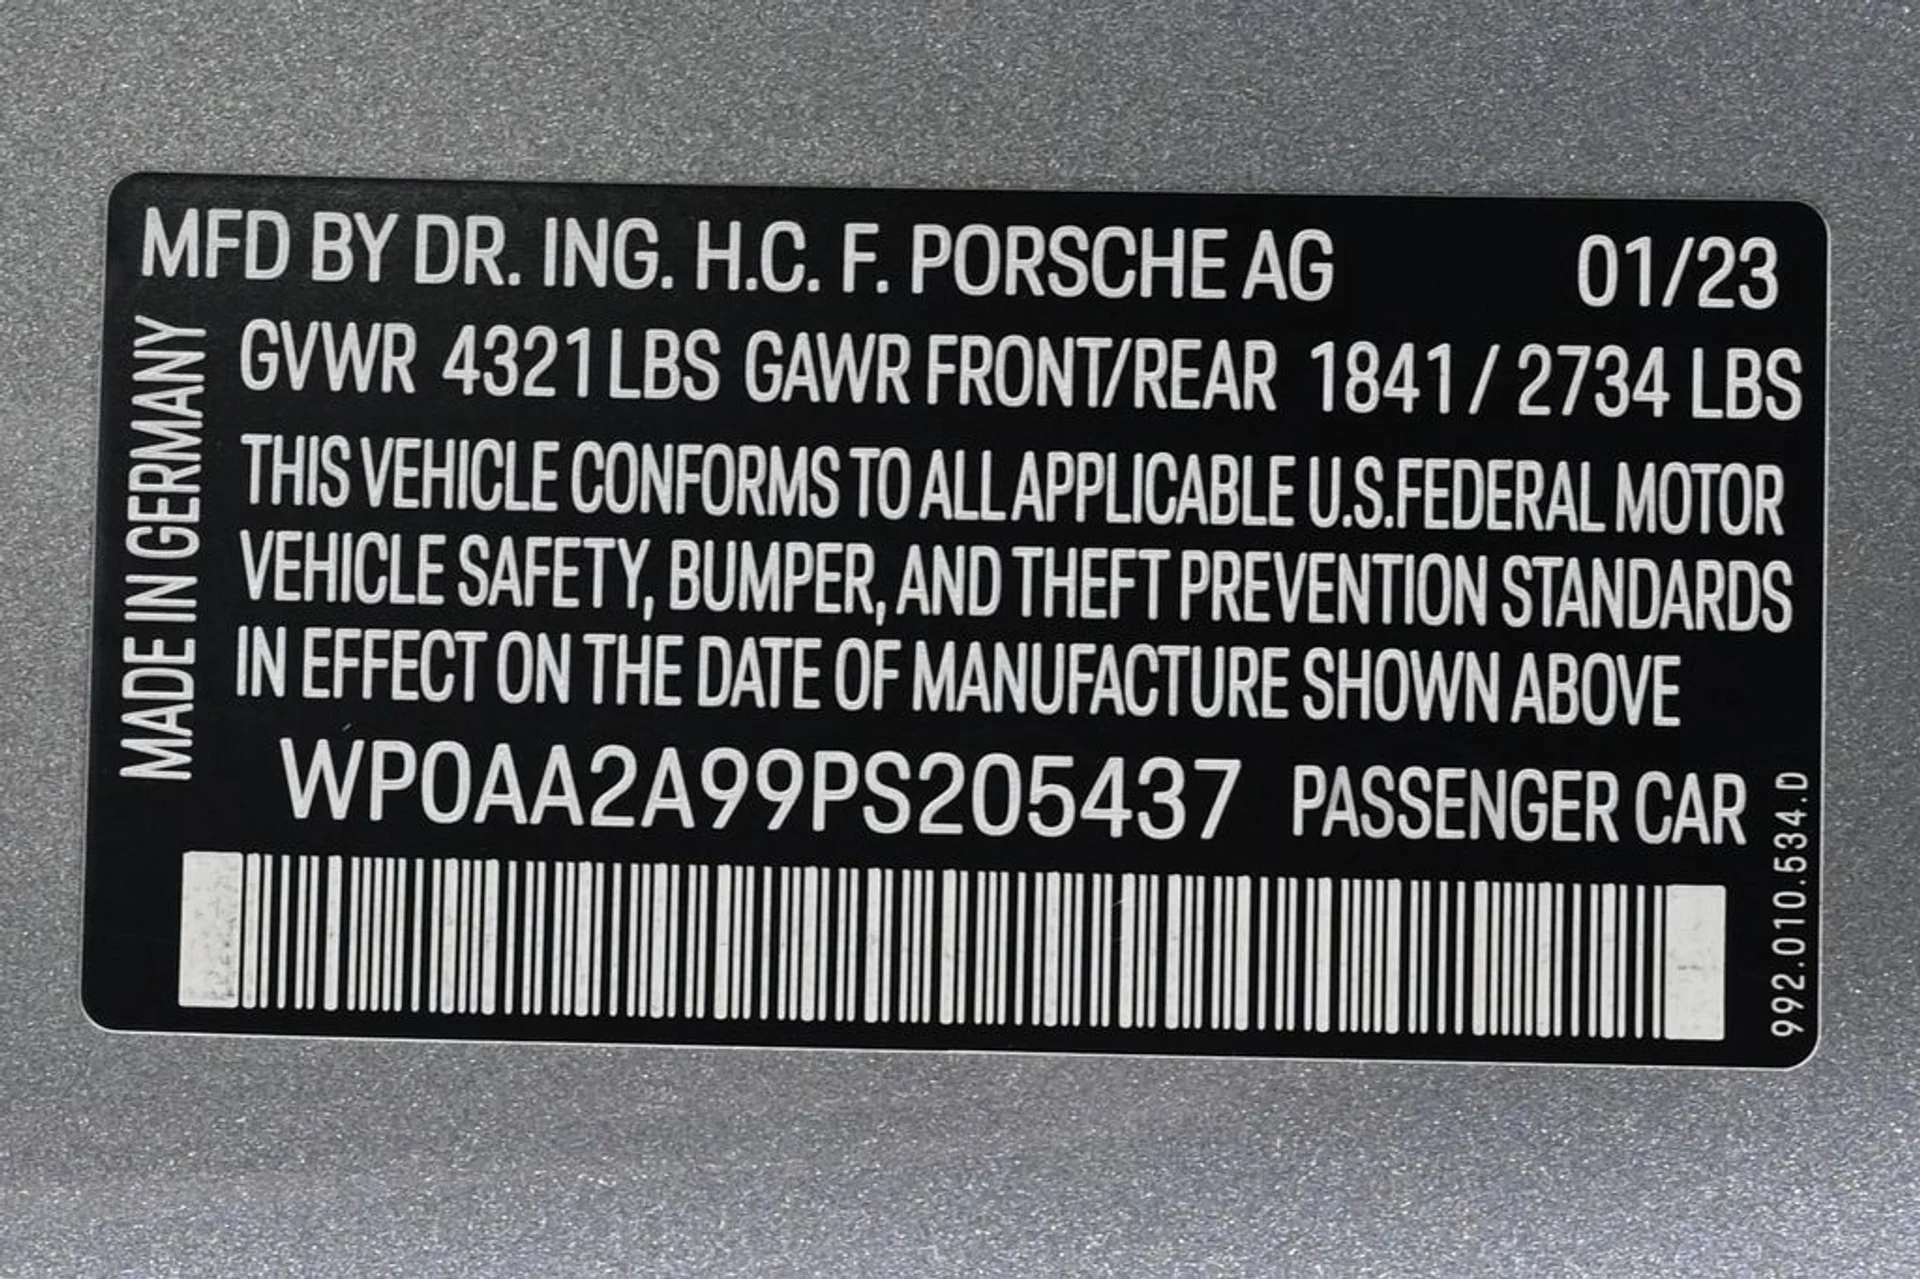 MFD BY DR. ING. H.C. F. PORSCHE AG 01/23
GVWR 4321 LBS GAWR FRONT/REAR 1841 / 2734 LBS
THIS VEHICLE CONFORMS TO ALL APPLICABLE U.S.FEDERAL MOTOR
VEHICLE SAFETY, BUMPER, AND THEFT PREVENTION STANDARDS
IN EFFECT ON THE DATE OF MANUFACTURE SHOWN ABOVE
WP0AA2A99PS205437 PASSENGER CAR
MADE IN GERMANY
992.010.534.D